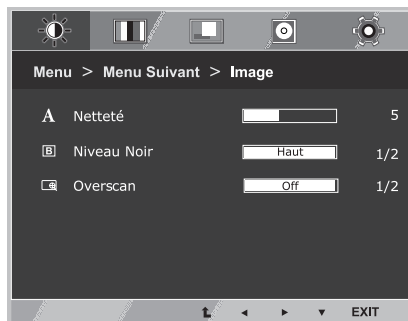 Menu > Menu Suivant > Image
A Netteté 5
B Niveau Noir Haut 1/2
Overscan Off 1/2
EXIT